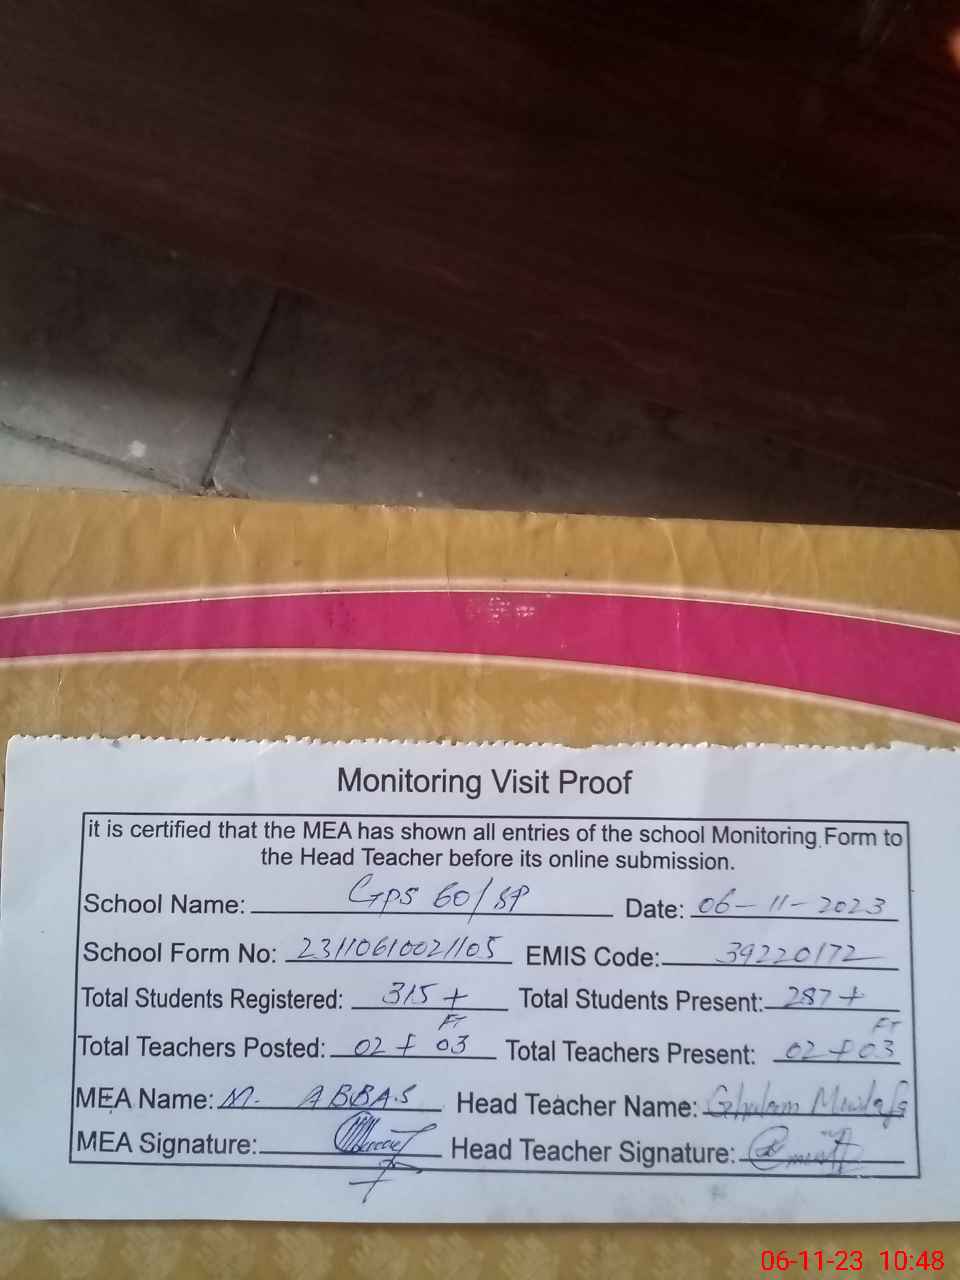 Monitoring Visit Proof
it is certified that the MEA has shown all entries of the school Monitoring Form to
the Head Teacher before its online submission.
School Name: GPS 60/SP Date: 06-11-2023
School Form No: 23110610021105 EMIS Code: 39220172
Total Students Registered: 315 + Total Students Present: 287 +
FT FT
Total Teachers Posted: 02 + 03 Total Teachers Present: 02 + 03
MEA Name: M. ABBAS Head Teacher Name: Ghulam
MEA Signature: Head Teacher Signature:
06-11-23 10:48